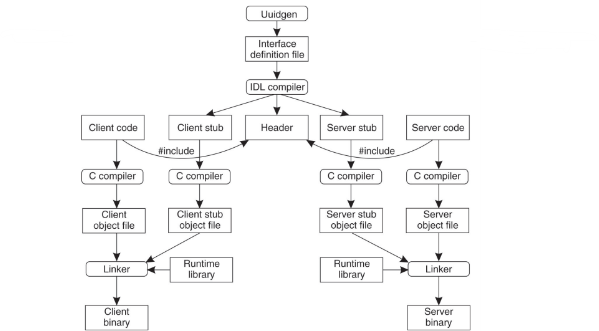 Uuidgen
Interface
definition file
IDL compiler
Client code
Client stub
Header
Server stub
Server code
#include
#include
C compiler
C compiler
C compiler
C compiler
Client
object file
Client stub
object file
Server stub
object file
Server
object file
Linker
Runtime
library
Runtime
library
Linker
Client
binary
Server
binary